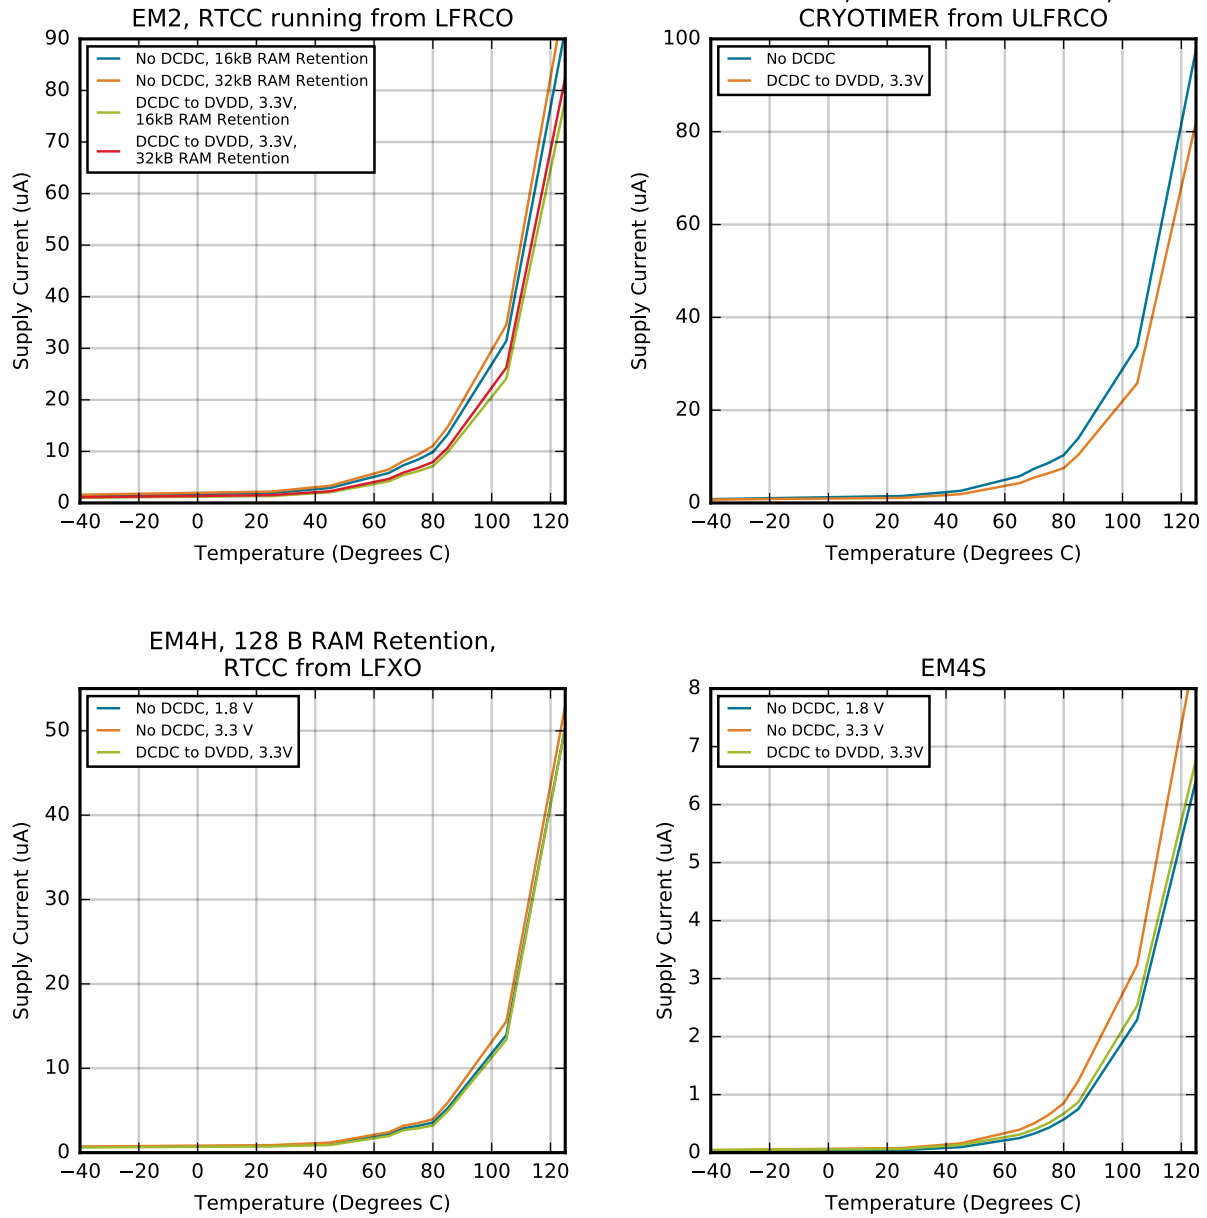 EM2, RTCC running from LFRCO
90
80
70
60
50
40
30
20
10
0
Supply Current (uA)
No DCDC, 16kB RAM Retention
No DCDC, 32kB RAM Retention
DCDC to DVDD, 3.3V,
16kB RAM Retention
DCDC to DVDD, 3.3V,
32kB RAM Retention
−40 −20 0 20 40 60 80 100 120
Temperature (Degrees C)
CRYOTIMER from ULFRCO
100
80
60
40
20
0
Supply Current (uA)
No DCDC
DCDC to DVDD, 3.3V
−40 −20 0 20 40 60 80 100 120
Temperature (Degrees C)
EM4H, 128 B RAM Retention,
RTCC from LFXO
50
40
30
20
10
0
Supply Current (uA)
No DCDC, 1.8 V
No DCDC, 3.3 V
DCDC to DVDD, 3.3V
−40 −20 0 20 40 60 80 100 120
Temperature (Degrees C)
EM4S
8
7
6
5
4
3
2
1
0
Supply Current (uA)
No DCDC, 1.8 V
No DCDC, 3.3 V
DCDC to DVDD, 3.3V
−40 −20 0 20 40 60 80 100 120
Temperature (Degrees C)